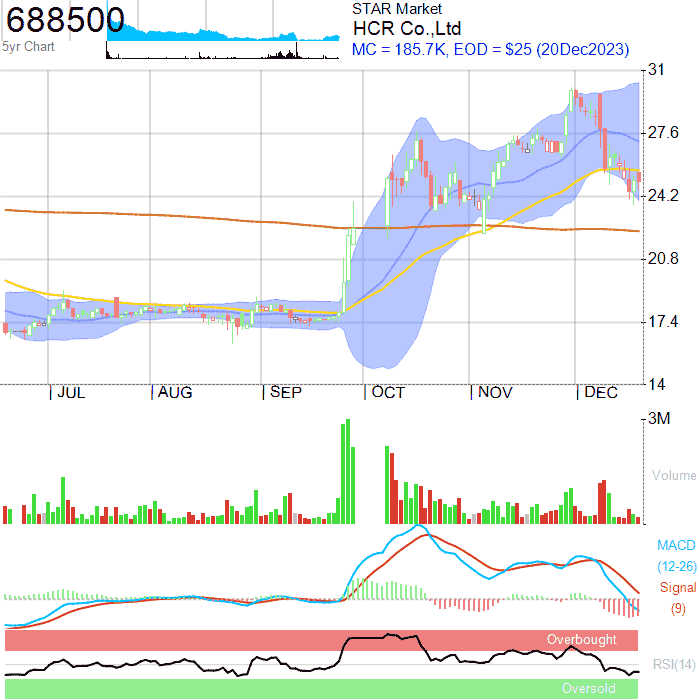 688500
5yr Chart
STAR Market
HCR Co.,Ltd
MC = 185.7K, EOD = $25 (20Dec2023)
31
27.6
24.2
20.8
17.4
14
JUL AUG SEP OCT NOV DEC
3M
Volume
MACD
(12-26)
Signal
(9)
Overbought
RSI(14)
Oversold